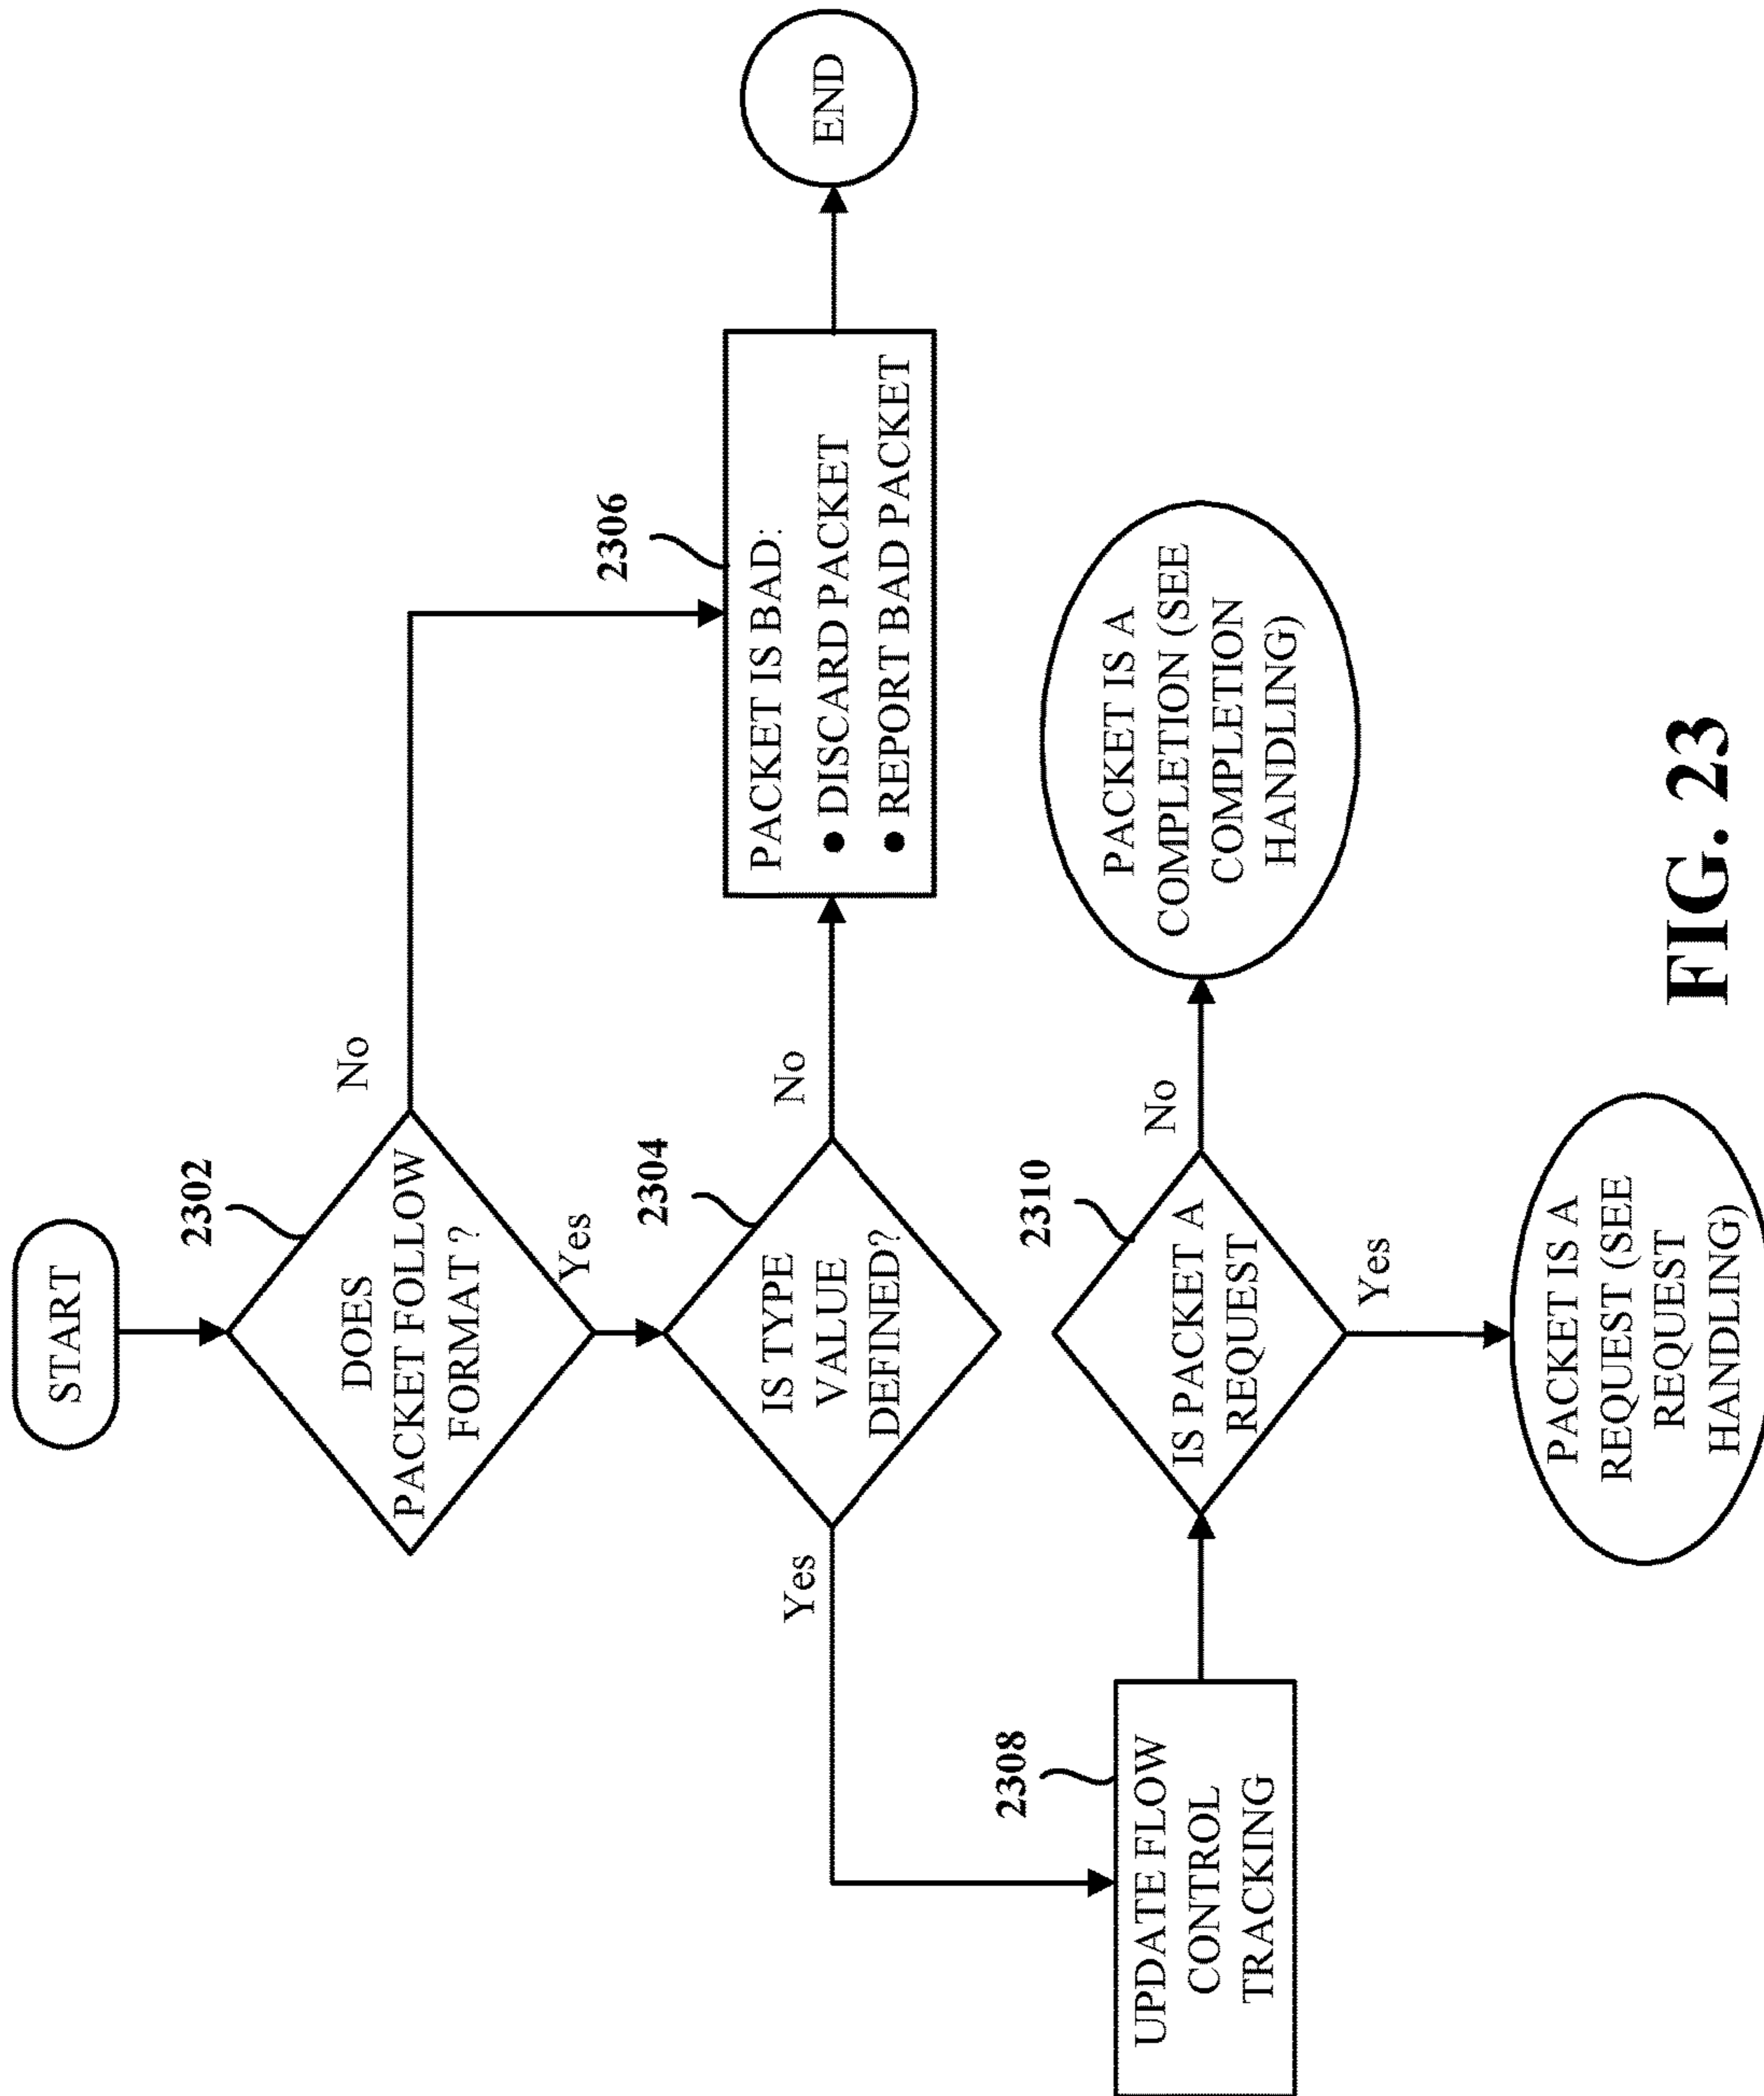 START
2302
DOES
PACKET FOLLOW
FORMAT ?
No
Yes
2304
IS TYPE
VALUE
DEFINED?
No
Yes
2306
PACKET IS BAD:
● DISCARD PACKET
● REPORT BAD PACKET
END
2308
UPDATE FLOW
CONTROL
TRACKING
2310
IS PACKET A
REQUEST
No
Yes
PACKET IS A
COMPLETION (SEE
COMPLETION
HANDLING)
PACKET IS A
REQUEST (SEE
REQUEST
HANDLING)
FIG. 23